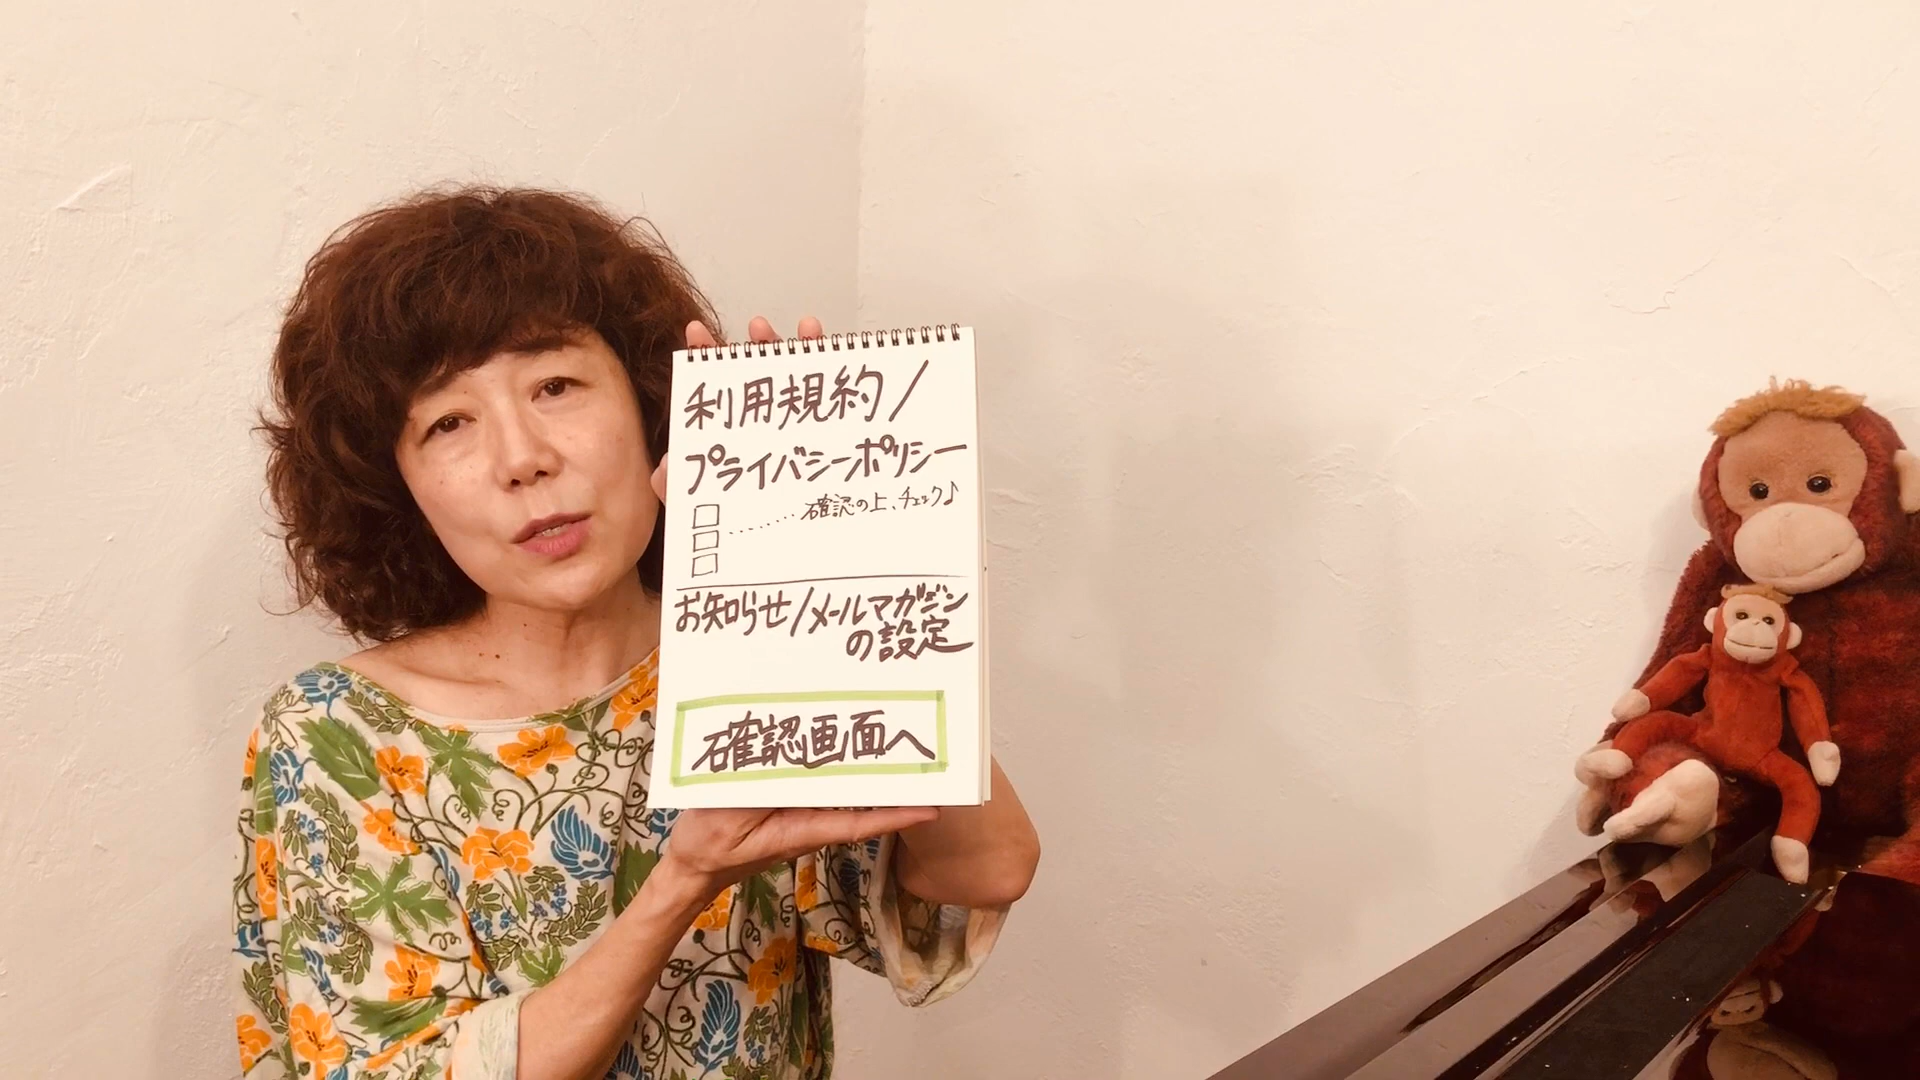 利用規約/
プライバシーポリシー
□
□ ........ 確認の上、チェック♪
□
お知らせ/メールマガジン
の設定
確認画面へ